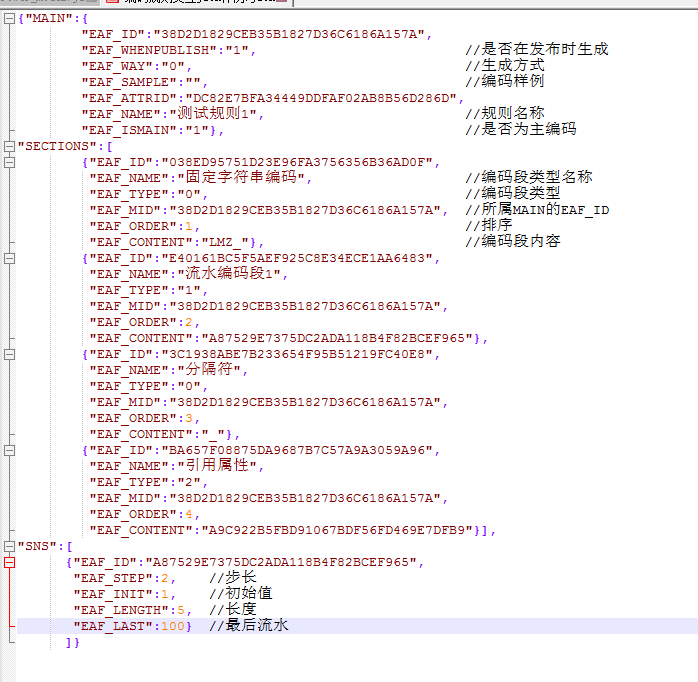 {"MAIN":{
"EAF_ID":"38D2D1829CEB35B1827D36C6186A157A",
"EAF_WHENPUBLISH":"1", //是否在发布时生成
"EAF_WAY":"0", //生成方式
"EAF_SAMPLE":"", //编码样例
"EAF_ATTRID":"DC82E7BFA34449DDFAF02AB8B56D286D",
"EAF_NAME":"测试规则1", //规则名称
"EAF_ISMAIN":"1"}, //是否为主编码
"SECTIONS":[
{"EAF_ID":"038ED95751D23E96FA3756356B36AD0F",
"EAF_NAME":"固定字符串编码", //编码段类型名称
"EAF_TYPE":"0", //编码段类型
"EAF_MID":"38D2D1829CEB35B1827D36C6186A157A", //所属MAIN的EAF_ID
"EAF_ORDER":1, //排序
"EAF_CONTENT":"LMZ_"}, //编码段内容
{"EAF_ID":"E40161BC5F5AEF925C8E34ECE1AA6483",
"EAF_NAME":"流水编码段1",
"EAF_TYPE":"1",
"EAF_MID":"38D2D1829CEB35B1827D36C6186A157A",
"EAF_ORDER":2,
"EAF_CONTENT":"A87529E7375DC2ADA118B4F82BCEF965"},
{"EAF_ID":"3C1938ABE7B233654F95B51219FC40E8",
"EAF_NAME":"分隔符",
"EAF_TYPE":"0",
"EAF_MID":"38D2D1829CEB35B1827D36C6186A157A",
"EAF_ORDER":3,
"EAF_CONTENT":"_"},
{"EAF_ID":"BA657F08875DA9687B7C57A9A3059A96",
"EAF_NAME":"引用属性",
"EAF_TYPE":"2",
"EAF_MID":"38D2D1829CEB35B1827D36C6186A157A",
"EAF_ORDER":4,
"EAF_CONTENT":"A9C922B5FBD91067BDF56FD469E7DFB9"}],
"SNS":[
{"EAF_ID":"A87529E7375DC2ADA118B4F82BCEF965",
"EAF_STEP":2, //步长
"EAF_INIT":1, //初始值
"EAF_LENGTH":5, //长度
"EAF_LAST":100} //最后流水
]}